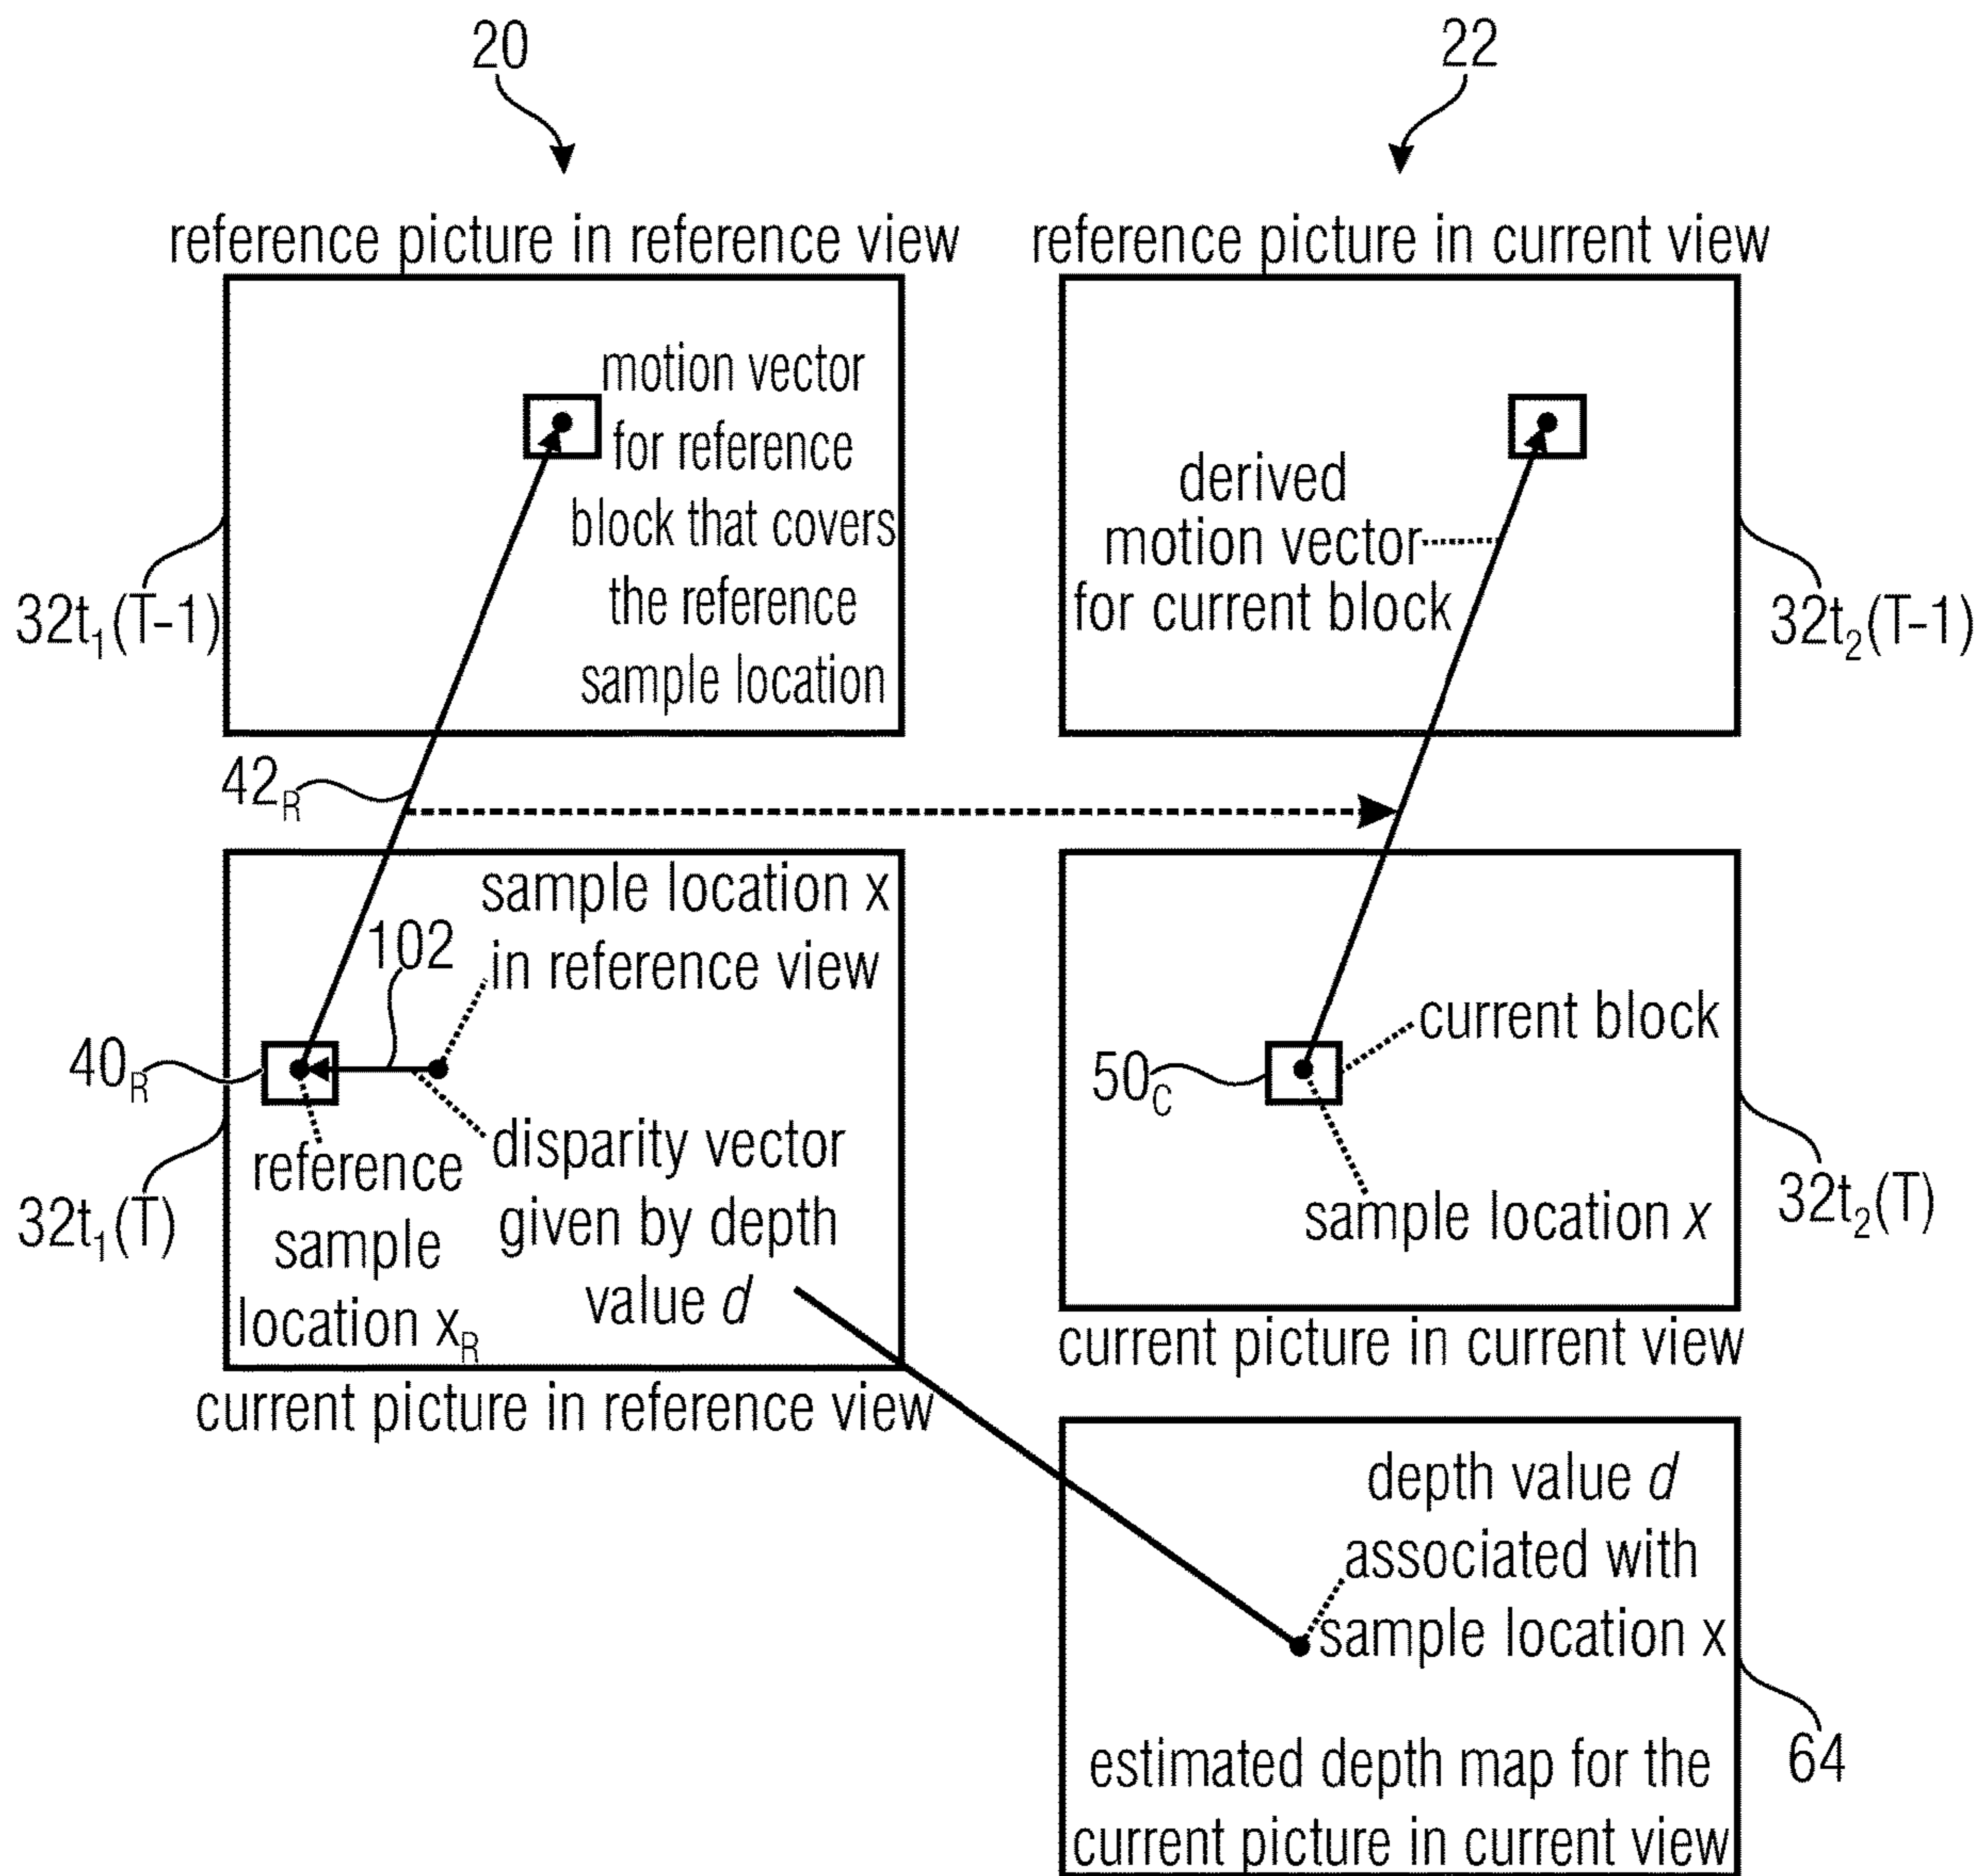 20
22
reference picture in reference view
reference picture in current view
motion vector
for reference
block that covers
the reference
sample location
derived
motion vector
for current block
32t₁(T-1)
32t₂(T-1)
42R
sample location x
in reference view
102
40R
reference
sample
location xR
disparity vector
given by depth
value d
32t₁(T)
current block
50C
sample location x
32t₂(T)
current picture in reference view
current picture in current view
depth value d
associated with
sample location x
estimated depth map for the
current picture in current view
64